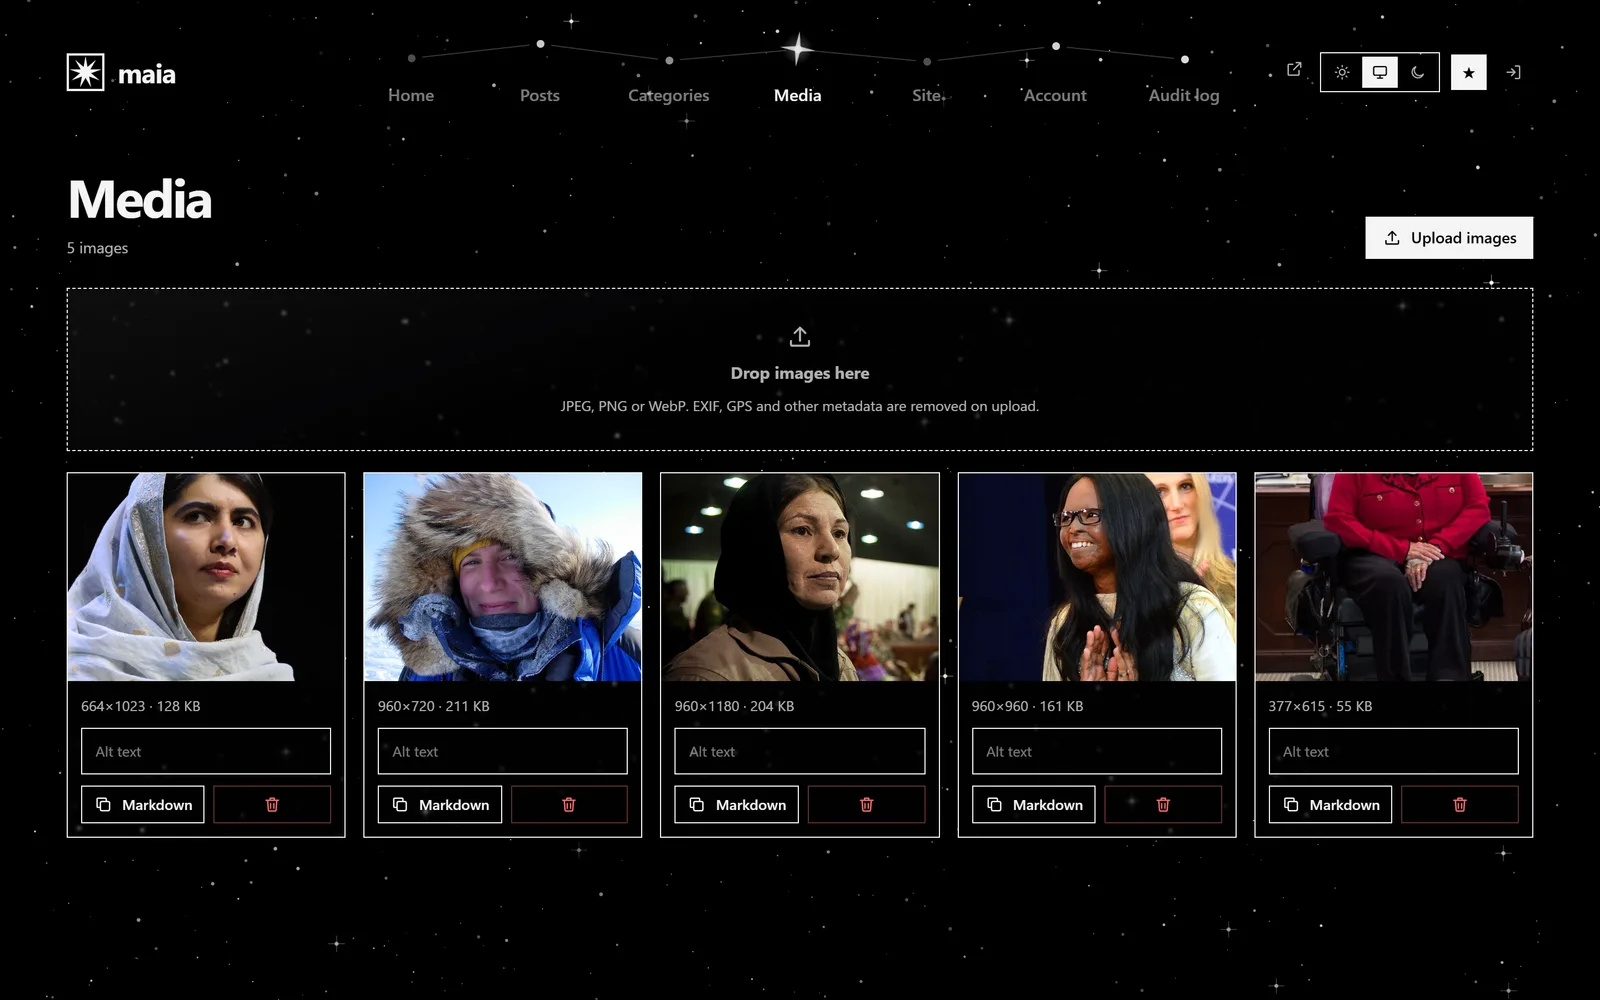 maia
Home
Posts
Categories
Media
Site
Account
Audit log
Media
5 images
Upload images
Drop images here
JPEG, PNG or WebP. EXIF, GPS and other metadata are removed on upload.
664×1023 · 128 KB
960×720 · 211 KB
960×1180 · 204 KB
960×960 · 161 KB
377×615 · 55 KB
Alt text
Alt text
Alt text
Alt text
Alt text
Markdown
Markdown
Markdown
Markdown
Markdown